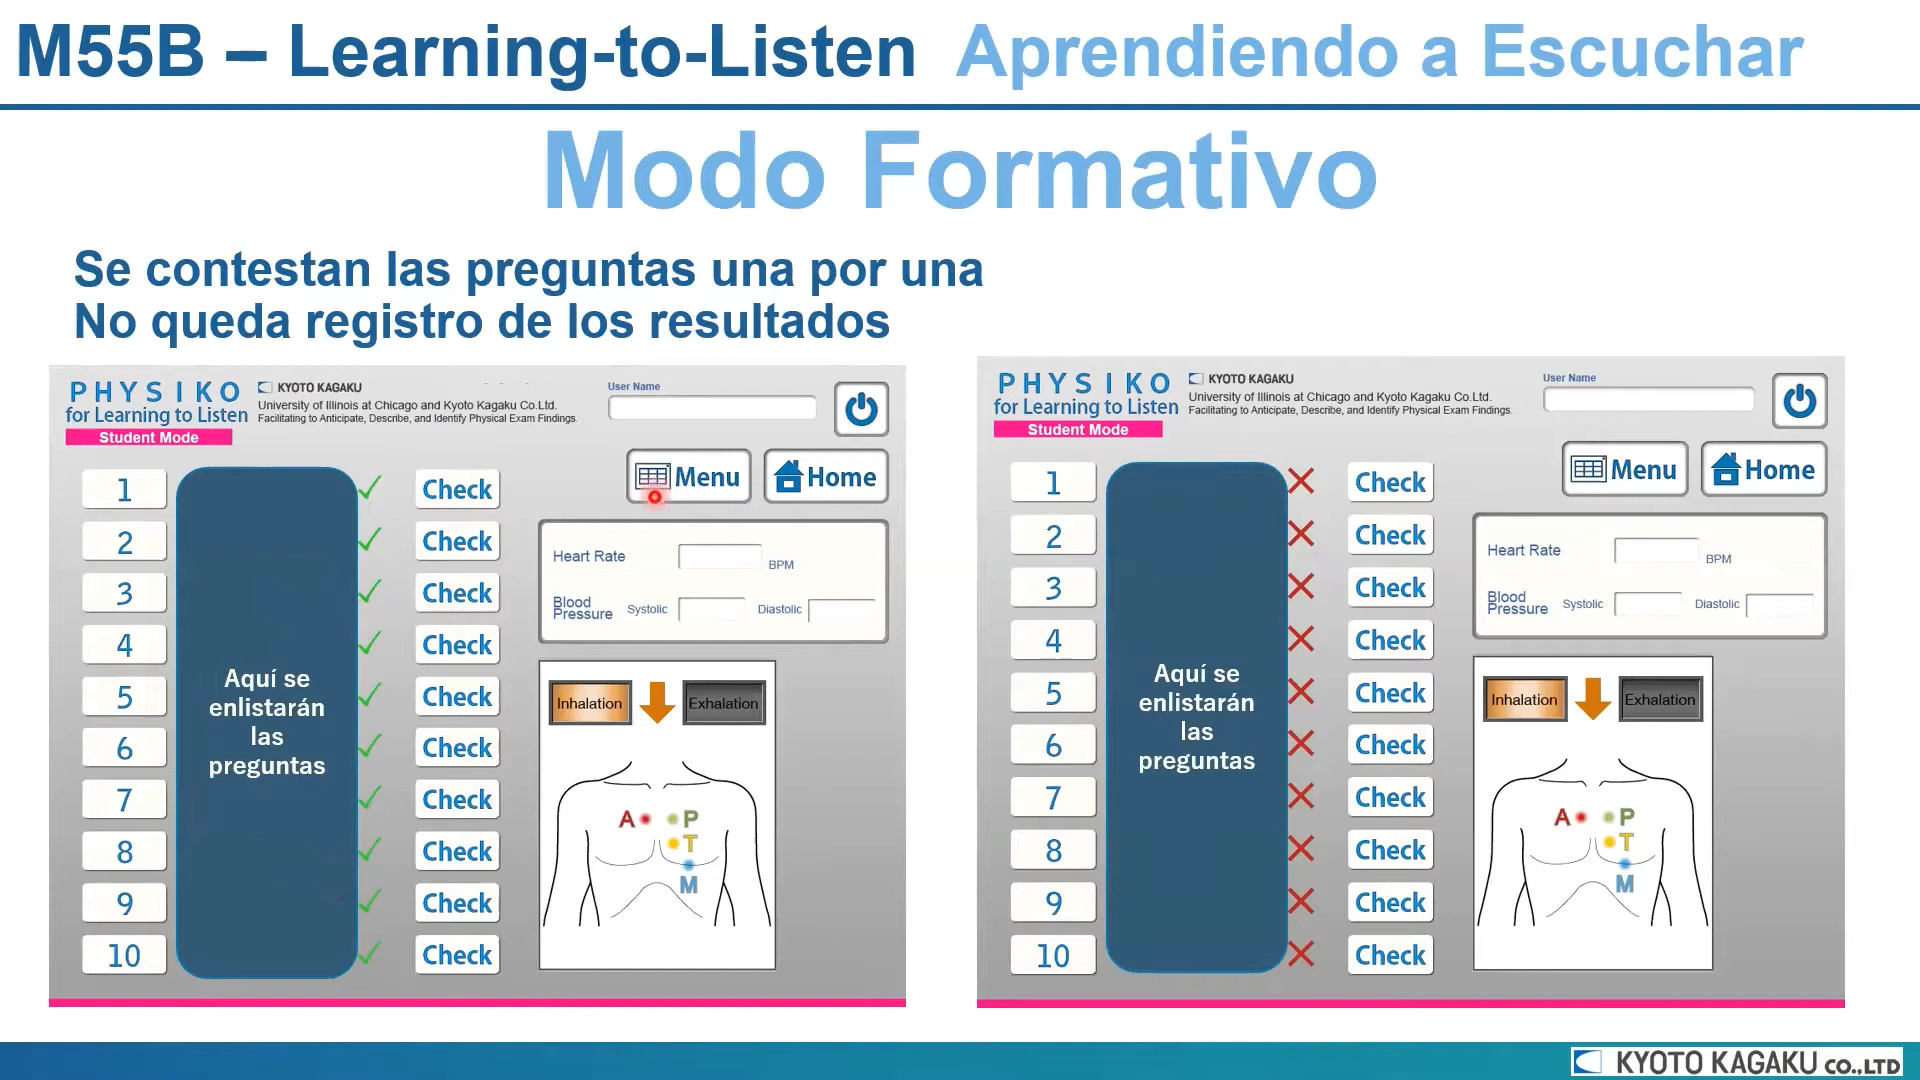 M55B – Learning-to-Listen Aprendiendo a Escuchar
Modo Formativo
Se contestan las preguntas una por una
No queda registro de los resultados
PHYSIKO
for Learning to Listen
Student Mode
KYOTO KAGAKU
University of Illinois at Chicago and Kyoto Kagaku Co.Ltd.
Facilitating to Anticipate, Describe, and Identify Physical Exam Findings.
User Name
Menu
Home
1 Check
2 Check
3 Check
4 Check
5 Check
6 Check
7 Check
8 Check
9 Check
10 Check
Aquí se
enlistarán
las
preguntas
Heart Rate BPM
Blood
Pressure Systolic Diastolic
Inhalation Exhalation
A P
T
M
PHYSIKO
for Learning to Listen
Student Mode
KYOTO KAGAKU
University of Illinois at Chicago and Kyoto Kagaku Co.Ltd.
Facilitating to Anticipate, Describe, and Identify Physical Exam Findings.
User Name
Menu
Home
1 Check
2 Check
3 Check
4 Check
5 Check
6 Check
7 Check
8 Check
9 Check
10 Check
Aquí se
enlistarán
las
preguntas
Heart Rate BPM
Blood
Pressure Systolic Diastolic
Inhalation Exhalation
A P
T
M
KYOTO KAGAKU CO.,LTD